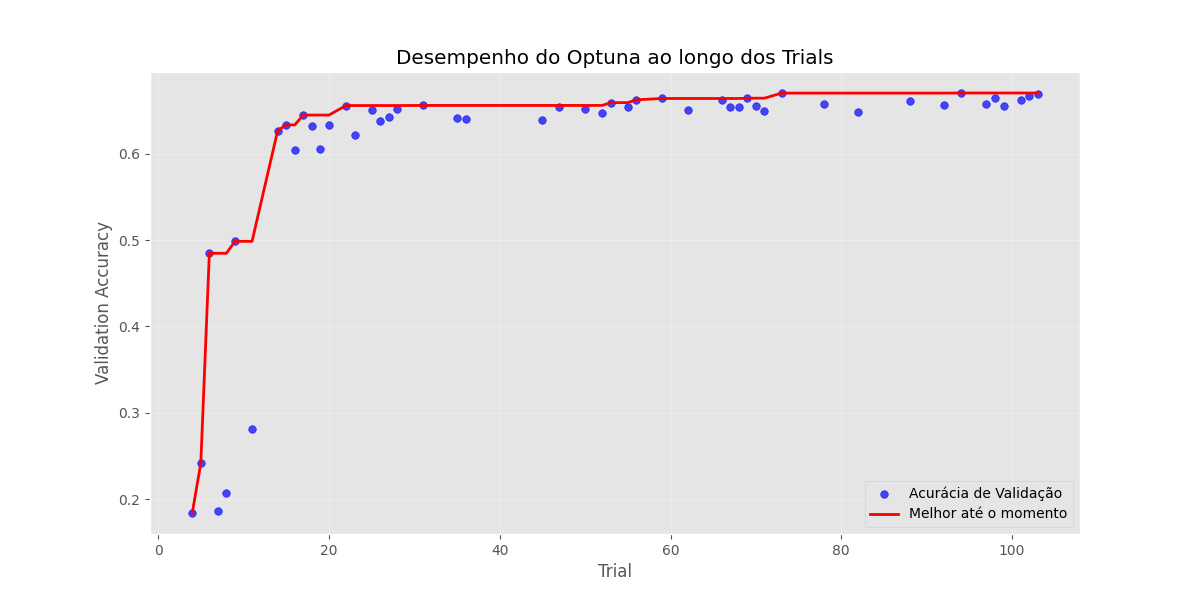 Desempenho do Optuna ao longo dos Trials
Validation Accuracy
0.6
0.5
0.4
0.3
0.2
0
20
40
60
80
100
Trial
Acurácia de Validação
Melhor até o momento